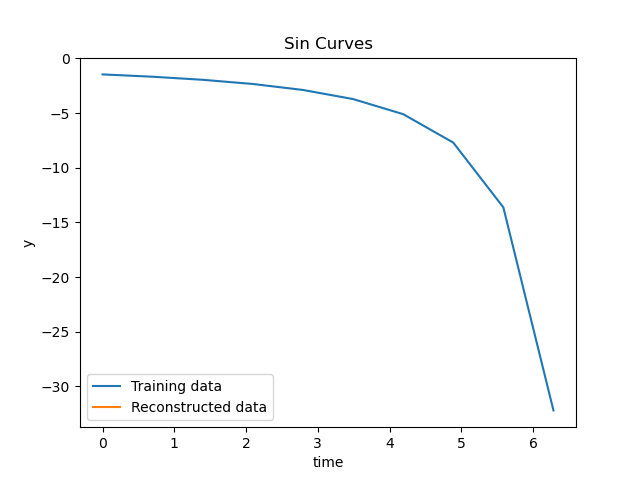 Sin Curves
0
−5
−10
−15
−20
−25
−30
y
Training data
Reconstructed data
0 1 2 3 4 5 6
time